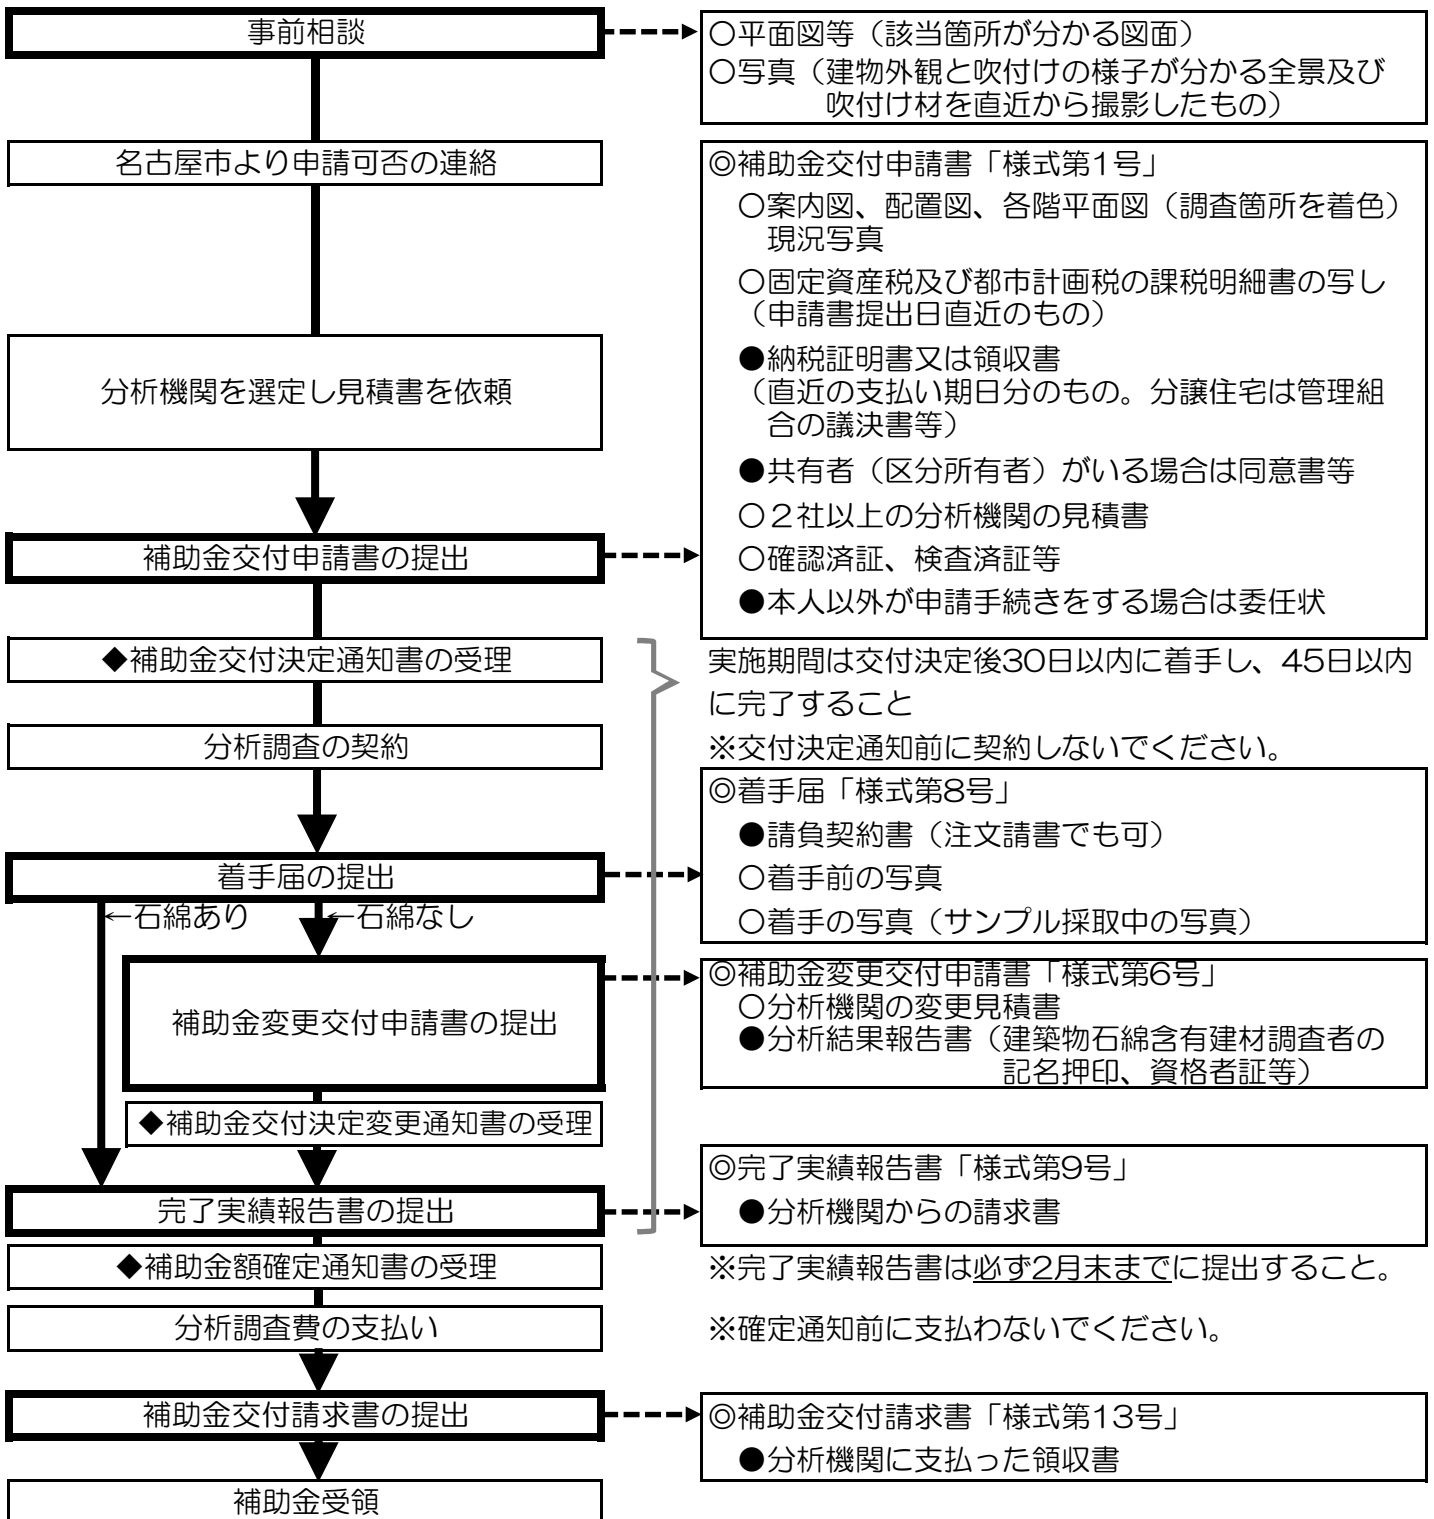 事前相談
○平面図等（該当箇所が分かる図面）
○写真（建物外観と吹付けの様子が分かる全景及び
吹付け材を直近から撮影したもの）
名古屋市より申請可否の連絡
分析機関を選定し見積書を依頼
補助金交付申請書の提出
◎補助金交付申請書「様式第1号」
○案内図、配置図、各階平面図（調査箇所を着色）
現況写真
○固定資産税及び都市計画税の課税明細書の写し
（申請書提出日直近のもの）
●納税証明書又は領収書
（直近の支払い期日分のもの。分譲住宅は管理組
合の議決書等）
●共有者（区分所有者）がいる場合は同意書等
○２社以上の分析機関の見積書
○確認済証、検査済証等
●本人以外が申請手続きをする場合は委任状
◆補助金交付決定通知書の受理
分析調査の契約
実施期間は交付決定後30日以内に着手し、45日以内
に完了すること
※交付決定通知前に契約しないでください。
着手届の提出
◎着手届「様式第8号」
●請負契約書（注文請書でも可）
○着手前の写真
○着手の写真（サンプル採取中の写真）
←石綿あり
←石綿なし
補助金変更交付申請書の提出
◎補助金変更交付申請書「様式第6号」
○分析機関の変更見積書
●分析結果報告書（建築物石綿含有建材調査者の
記名押印、資格者証等）
◆補助金交付決定変更通知書の受理
完了実績報告書の提出
◎完了実績報告書「様式第9号」
●分析機関からの請求書
◆補助金額確定通知書の受理
※完了実績報告書は必ず2月末までに提出すること。
分析調査費の支払い
※確定通知前に支払わないでください。
補助金交付請求書の提出
◎補助金交付請求書「様式第13号」
●分析機関に支払った領収書
補助金受領